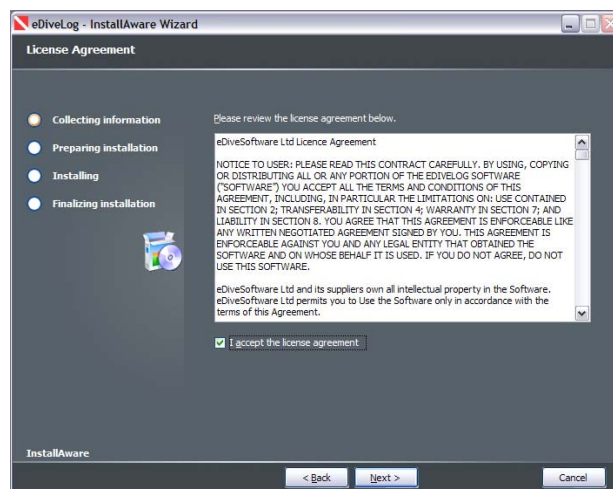 eDiveLog - InstallAware Wizard
License Agreement
Collecting information
Preparing installation
Installing
Finalizing installation
Please review the license agreement below.
eDiveSoftware Ltd Licence Agreement
NOTICE TO USER: PLEASE READ THIS CONTRACT CAREFULLY. BY USING, COPYING
OR DISTRIBUTING ALL OR ANY PORTION OF THE EDIVELOG SOFTWARE
("SOFTWARE") YOU ACCEPT ALL THE TERMS AND CONDITIONS OF THIS
AGREEMENT, INCLUDING, IN PARTICULAR THE LIMITATIONS ON: USE CONTAINED
IN SECTION 2; TRANSFERABILITY IN SECTION 4; WARRANTY IN SECTION 7; AND
LIABILITY IN SECTION 8. YOU AGREE THAT THIS AGREEMENT IS ENFORCEABLE LIKE
ANY WRITTEN NEGOTIATED AGREEMENT SIGNED BY YOU. THIS AGREEMENT IS
ENFORCEABLE AGAINST YOU AND ANY LEGAL ENTITY THAT OBTAINED THE
SOFTWARE AND ON WHOSE BEHALF IT IS USED. IF YOU DO NOT AGREE, DO NOT
USE THIS SOFTWARE.
eDiveSoftware Ltd and its suppliers own all intellectual property in the Software.
eDiveSoftware Ltd permits you to Use the Software only in accordance with the
terms of this Agreement.
I accept the license agreement
InstallAware
< Back
Next >
Cancel